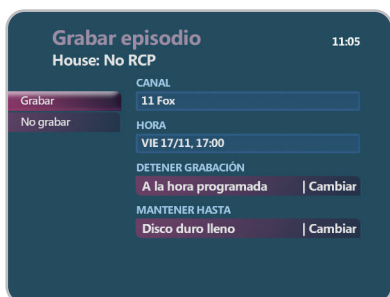 Grabar episodio
11:05
House: No RCP
Grabar
No grabar
CANAL
11 Fox
HORA
VIE 17/11, 17:00
DETENER GRABACIÓN
A la hora programada | Cambiar
MANTENER HASTA
Disco duro lleno | Cambiar